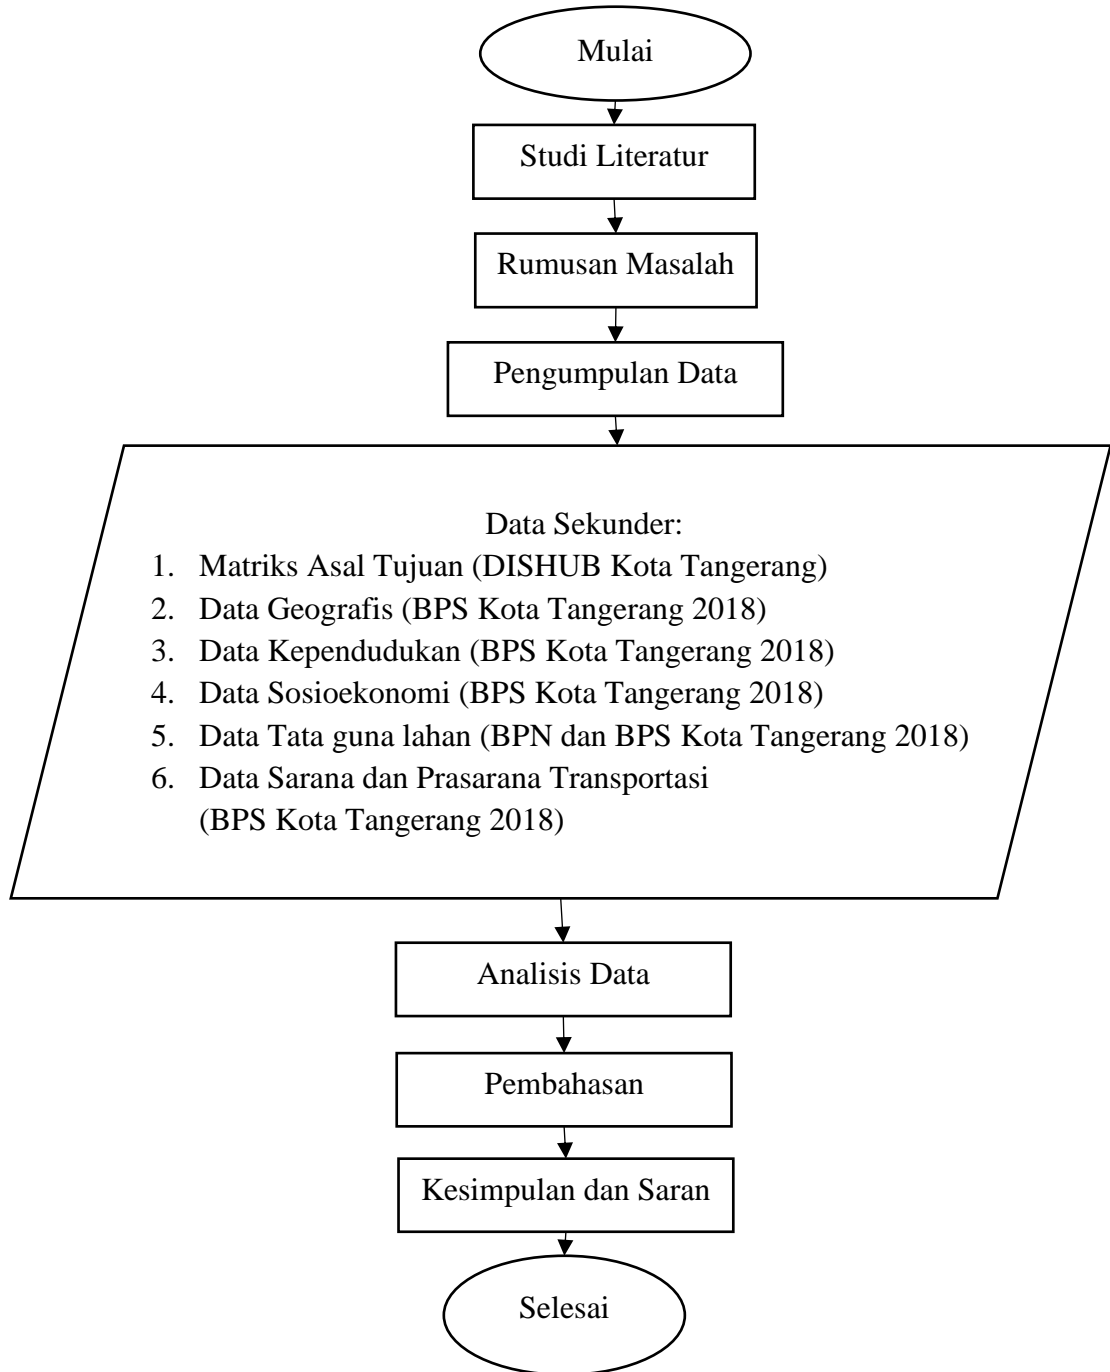 Mulai
Studi Literatur
Rumusan Masalah
Pengumpulan Data
Data Sekunder:
1. Matriks Asal Tujuan (DISHUB Kota Tangerang)
2. Data Geografis (BPS Kota Tangerang 2018)
3. Data Kependudukan (BPS Kota Tangerang 2018)
4. Data Sosioekonomi (BPS Kota Tangerang 2018)
5. Data Tata guna lahan (BPN dan BPS Kota Tangerang 2018)
6. Data Sarana dan Prasarana Transportasi
(BPS Kota Tangerang 2018)
Analisis Data
Pembahasan
Kesimpulan dan Saran
Selesai